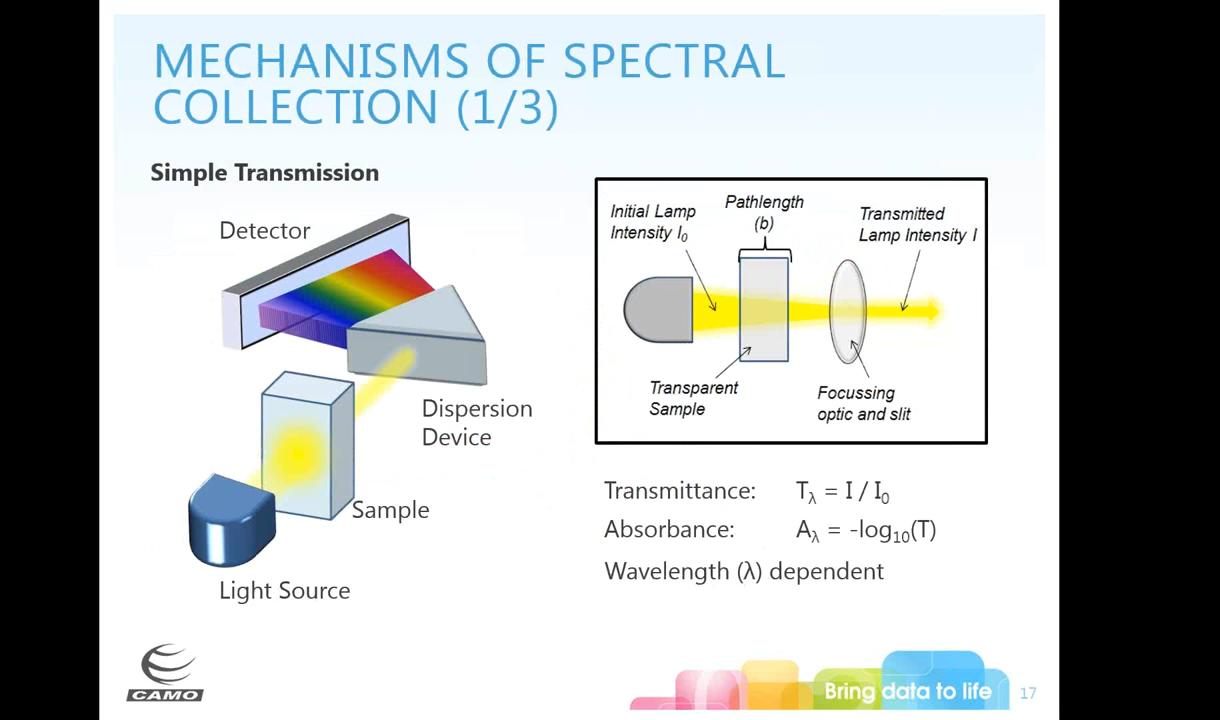 MECHANISMS OF SPECTRAL
COLLECTION (1/3)
Simple Transmission
Detector
Dispersion
Device
Sample
Light Source
Initial Lamp
Intensity I₀
Pathlength
(b)
Transmitted
Lamp Intensity I
Transparent
Sample
Focussing
optic and slit
Transmittance: Tλ = I / I₀
Absorbance: Aλ = -log₁₀(T)
Wavelength (λ) dependent
CAMO
Bring data to life
17